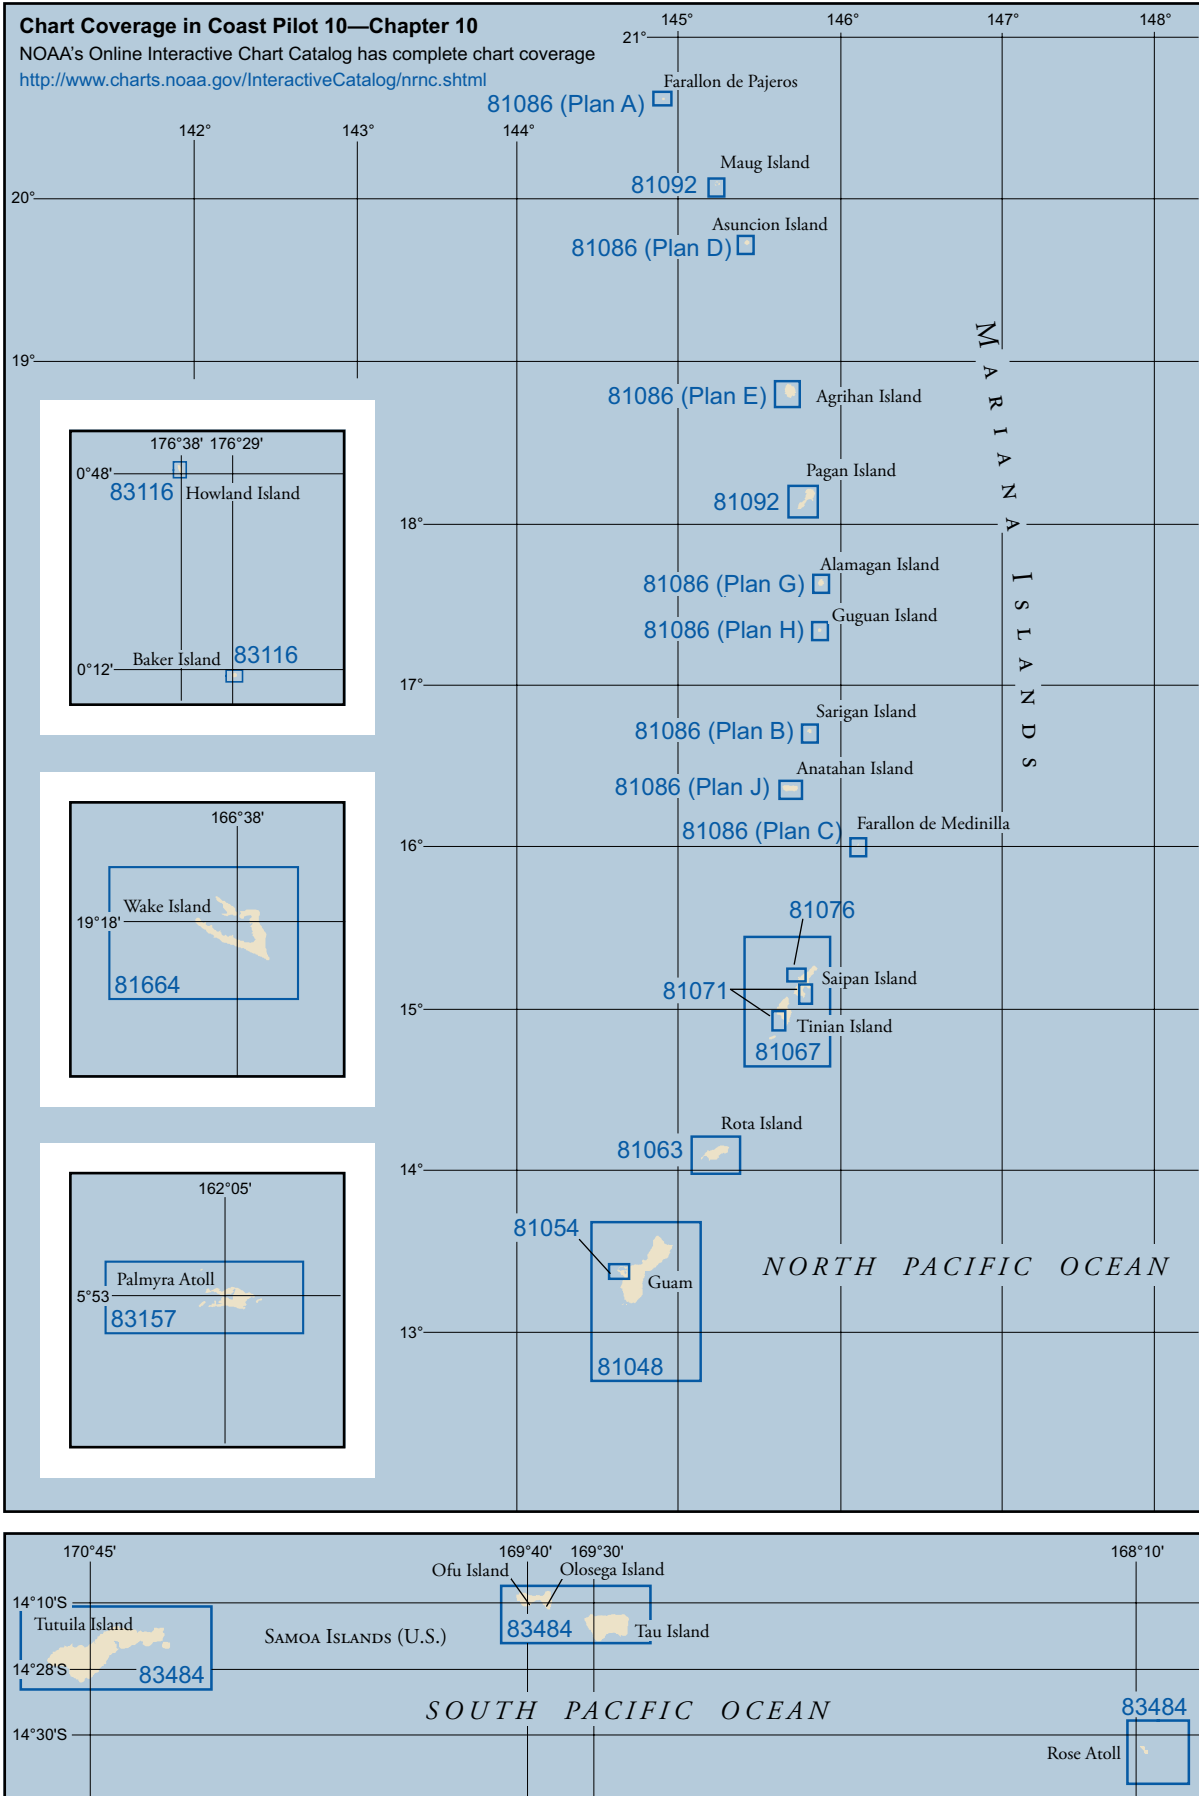 Chart Coverage in Coast Pilot 10—Chapter 10
NOAA's Online Interactive Chart Catalog has complete chart coverage
http://www.charts.noaa.gov/InteractiveCatalog/nrnc.shtml
145°
146°
147°
148°
21°
Farallon de Pajeros
81086 (Plan A)
142°
143°
144°
Maug Island
81092
20°
Asuncion Island
81086 (Plan D)
MARIANA ISLANDS
19°
81086 (Plan E)
Agrihan Island
Pagan Island
81092
18°
Alamagan Island
81086 (Plan G)
Guguan Island
81086 (Plan H)
17°
Sarigan Island
81086 (Plan B)
Anatahan Island
81086 (Plan J)
Farallon de Medinilla
81086 (Plan C)
16°
81076
Saipan Island
81071
15°
Tinian Island
81067
Rota Island
81063
14°
81054
Guam
NORTH PACIFIC OCEAN
13°
81048
176°38' 176°29'
0°48'
83116
Howland Island
Baker Island
83116
0°12'
166°38'
Wake Island
19°18'
81664
162°05'
Palmyra Atoll
5°53
83157
170°45'
169°40'
169°30'
168°10'
Ofu Island
Olosega Island
14°10'S
Tutuila Island
SAMOA ISLANDS (U.S.)
83484
Tau Island
14°28'S
83484
SOUTH PACIFIC OCEAN
83484
14°30'S
Rose Atoll